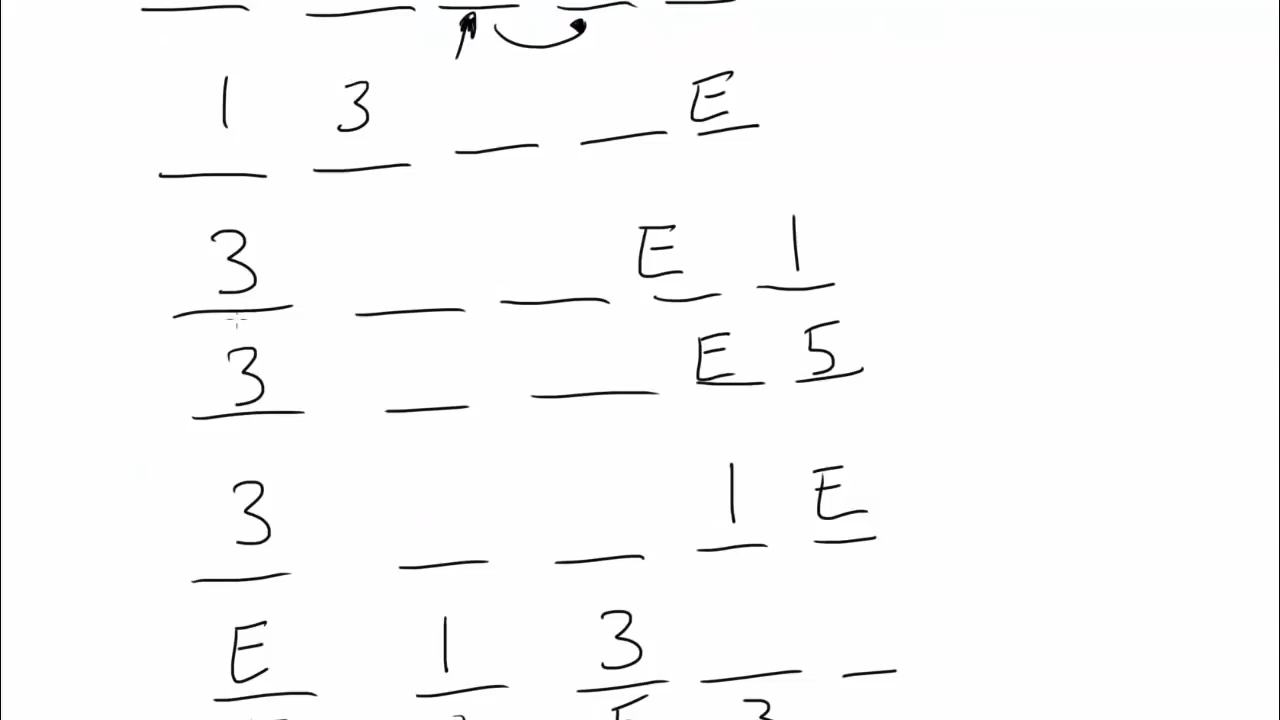 1 3 _ _ E
3 _ _ E 1
3 _ _ E 5
3 _ _ 1 E
E 1 3 _ _